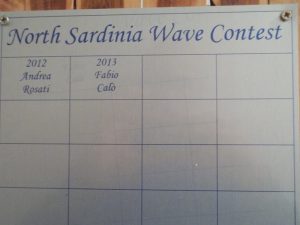 North Sardinia Wave Contest
2012
Andrea
Rosati
2013
Fabio
Calò